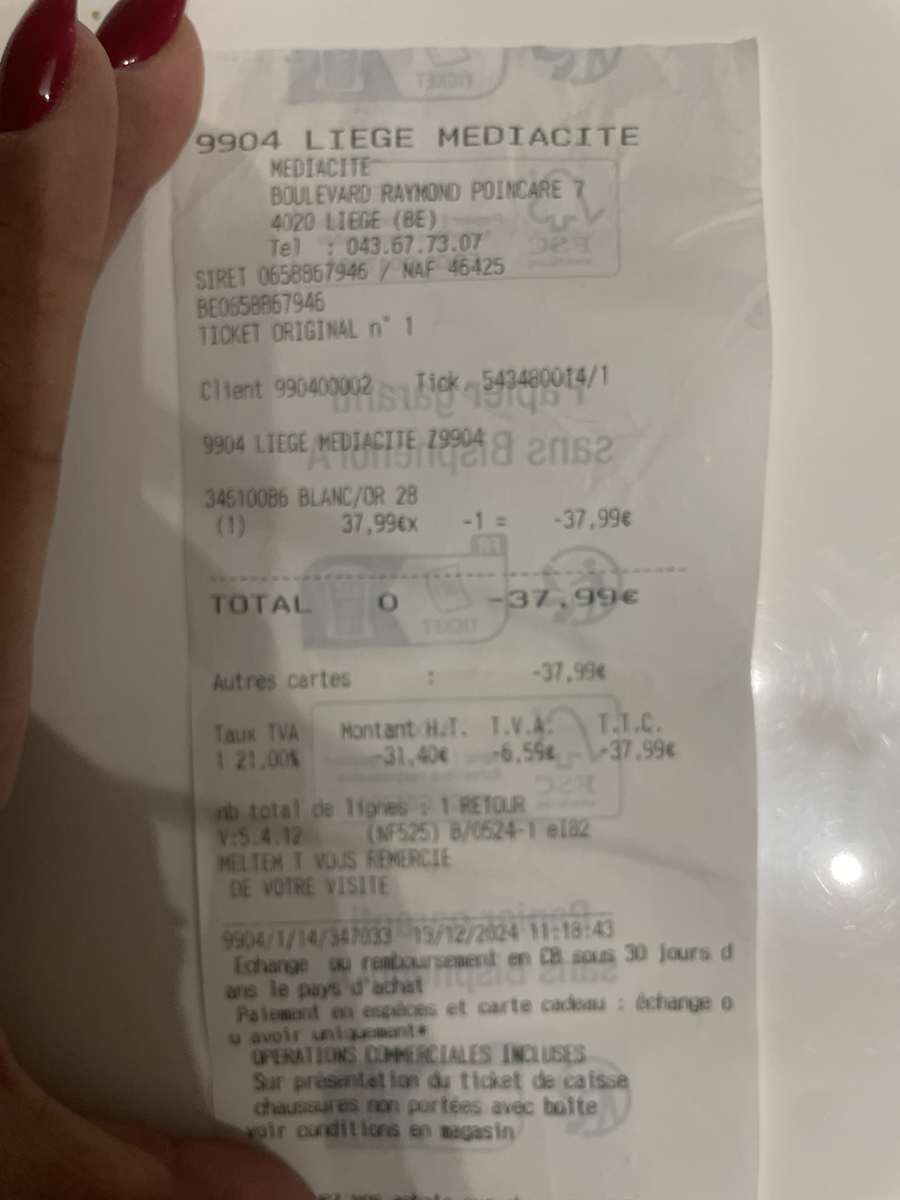 9904 LIEGE MEDIACITE
MEDIACITE
BOULEVARD RAYMOND POINCARE 7
4020 LIEGE (BE)
Tel : 043.67.73.07
SIRET 0658867946 / NAF 46425
BE0658867946
TICKET ORIGINAL n° 1
Client 990400002 Tick. 543480014/1
9904 LIEGE MEDIACITE Z9904
34610086 BLANC/OR 28
(1) 37,99€x -1 = -37,99€
TOTAL 0 -37,99€
Autres cartes : -37,99€
Taux TVA Montant H.T. T.V.A. T.T.C.
1 21,00% -31,40€ -6,59€ -37,99€
nb total de lignes : 1 RETOUR
V:5.4.12 (NF525) B/0524-1 eI82
MELTEM T VOUS REMERCIE
DE VOTRE VISITE
9904/1/14/347033 13/12/2024 11:18:43
Echange ou remboursement en CB sous 30 jours d
ans le pays d'achat
Paiement en espèces et carte cadeau : échange o
u avoir uniquement*
OPERATIONS COMMERCIALES INCLUSES
Sur présentation du ticket de caisse
chaussures non portées avec boîte
voir conditions en magasin